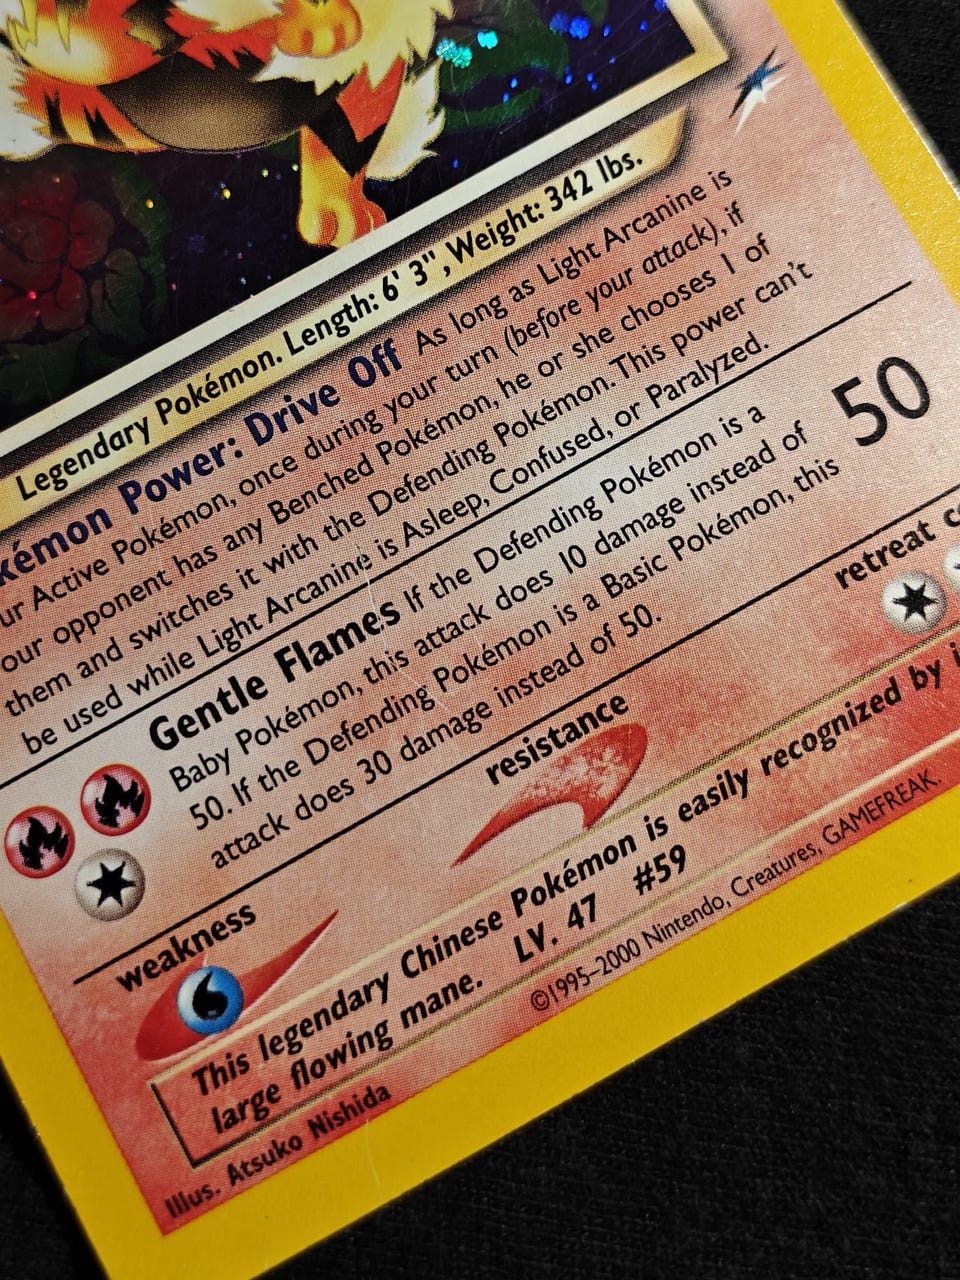 Legendary Pokémon. Length: 6' 3", Weight: 342 lbs.
kémon Power: Drive Off As long as Light Arcanine is
ur Active Pokémon, once during your turn (before your attack), if
our opponent has any Benched Pokémon, he or she chooses 1 of
them and switches it with the Defending Pokémon. This power can't
be used while Light Arcanine is Asleep, Confused, or Paralyzed.
Gentle Flames If the Defending Pokémon is a
Baby Pokémon, this attack does 10 damage instead of
50. If the Defending Pokémon is a Basic Pokémon, this
attack does 30 damage instead of 50.
50
weakness
resistance
retreat c
This legendary Chinese Pokémon is easily recognized by i
large flowing mane. LV. 47 #59
Illus. Atsuko Nishida
©1995–2000 Nintendo, Creatures, GAMEFREAK.